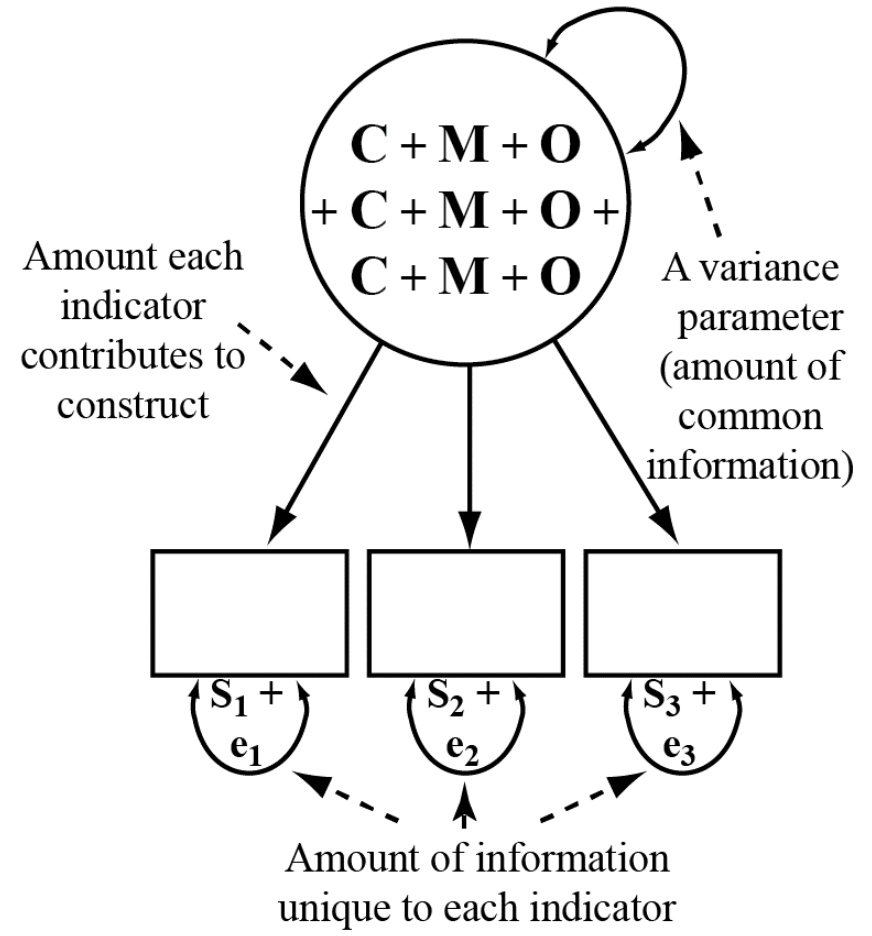 C + M + O
+ C + M + O +
C + M + O
Amount each
indicator
contributes to
construct
A variance
parameter
(amount of
common
information)
S₁ +
e₁
S₂ +
e₂
S₃ +
e₃
Amount of information
unique to each indicator